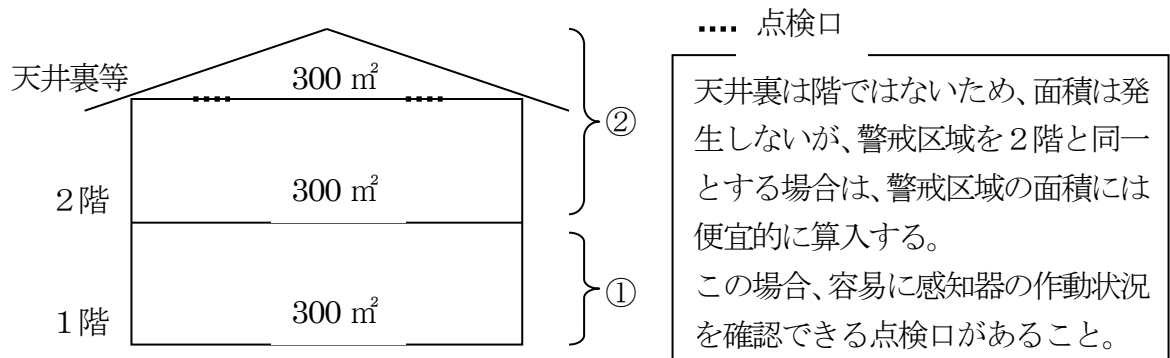 天井裏等
300 ㎡
②
2階
300 ㎡
1階
300 ㎡
①
点検口
天井裏は階ではないため、面積は発
生しないが、警戒区域を2階と同一
とする場合は、警戒区域の面積には
便宜的に算入する。
この場合、容易に感知器の作動状況
を確認できる点検口があること。